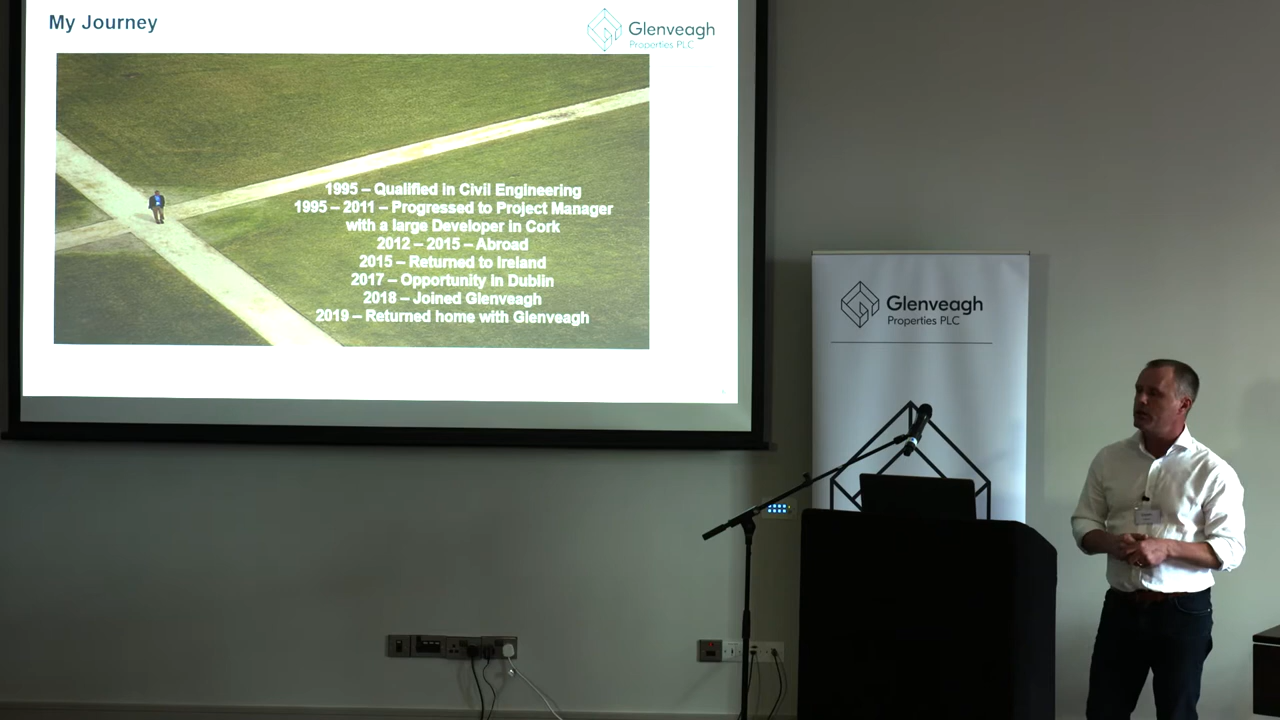 My Journey
Glenveagh
Properties PLC
1995 – Qualified in Civil Engineering
1995 – 2011 – Progressed to Project Manager
with a large Developer in Cork
2012 – 2015 – Abroad
2015 – Returned to Ireland
2017 – Opportunity in Dublin
2018 – Joined Glenveagh
2019 – Returned home with Glenveagh
Glenveagh
Properties PLC